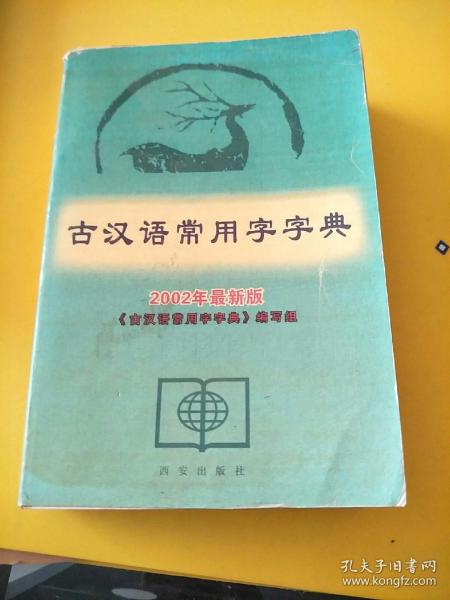 古汉语常用字字典
2002年最新版
《古汉语常用字字典》编写组
西安出版社
孔夫子旧书网
www.kongfz.com